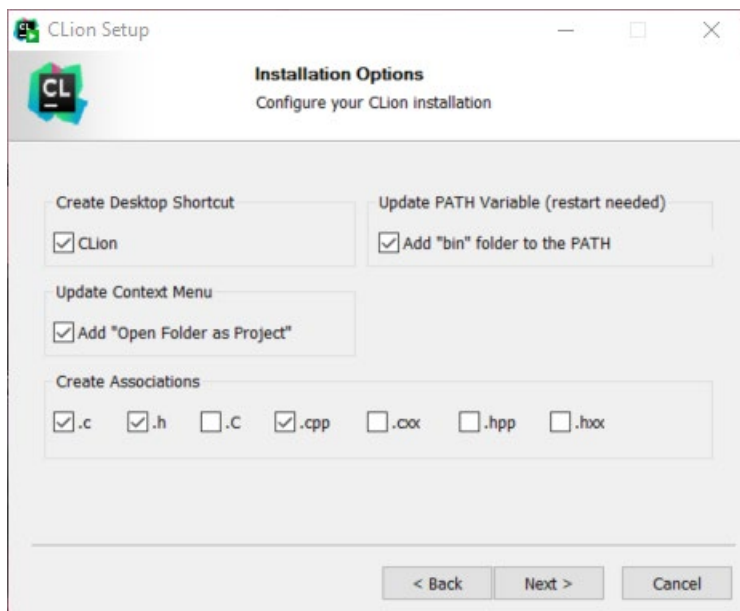 CLion Setup
CL
Installation Options
Configure your CLion installation
Create Desktop Shortcut
CLion
Update PATH Variable (restart needed)
Add "bin" folder to the PATH
Update Context Menu
Add "Open Folder as Project"
Create Associations
.c .h .C .cpp .cxx .hpp .hxx
< Back Next > Cancel